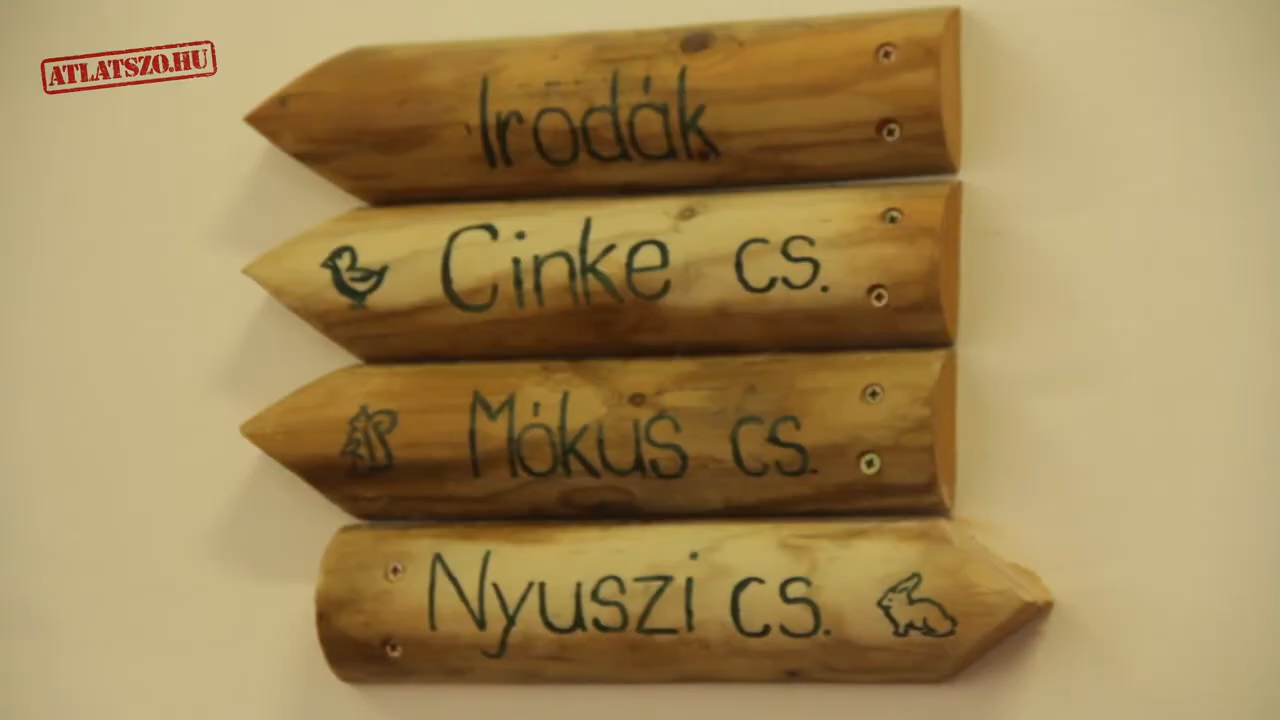 ATLATSZO.HU
Irodák
Cinke cs.
Mókus cs.
Nyuszi cs.